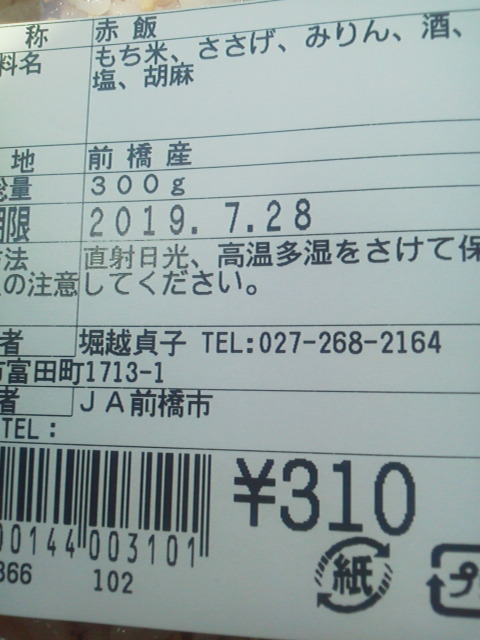 称 赤飯
料名 もち米、ささげ、みりん、酒、
塩、胡麻
地 前橋産
総量 300g
期限 2019. 7.28
方法 直射日光、高温多湿をさけて保
の注意 してください。
者 堀越貞子 TEL:027-268-2164
市富田町1713-1
者 JA前橋市
TEL:
¥310
00144 003101
366 102
紙
プ